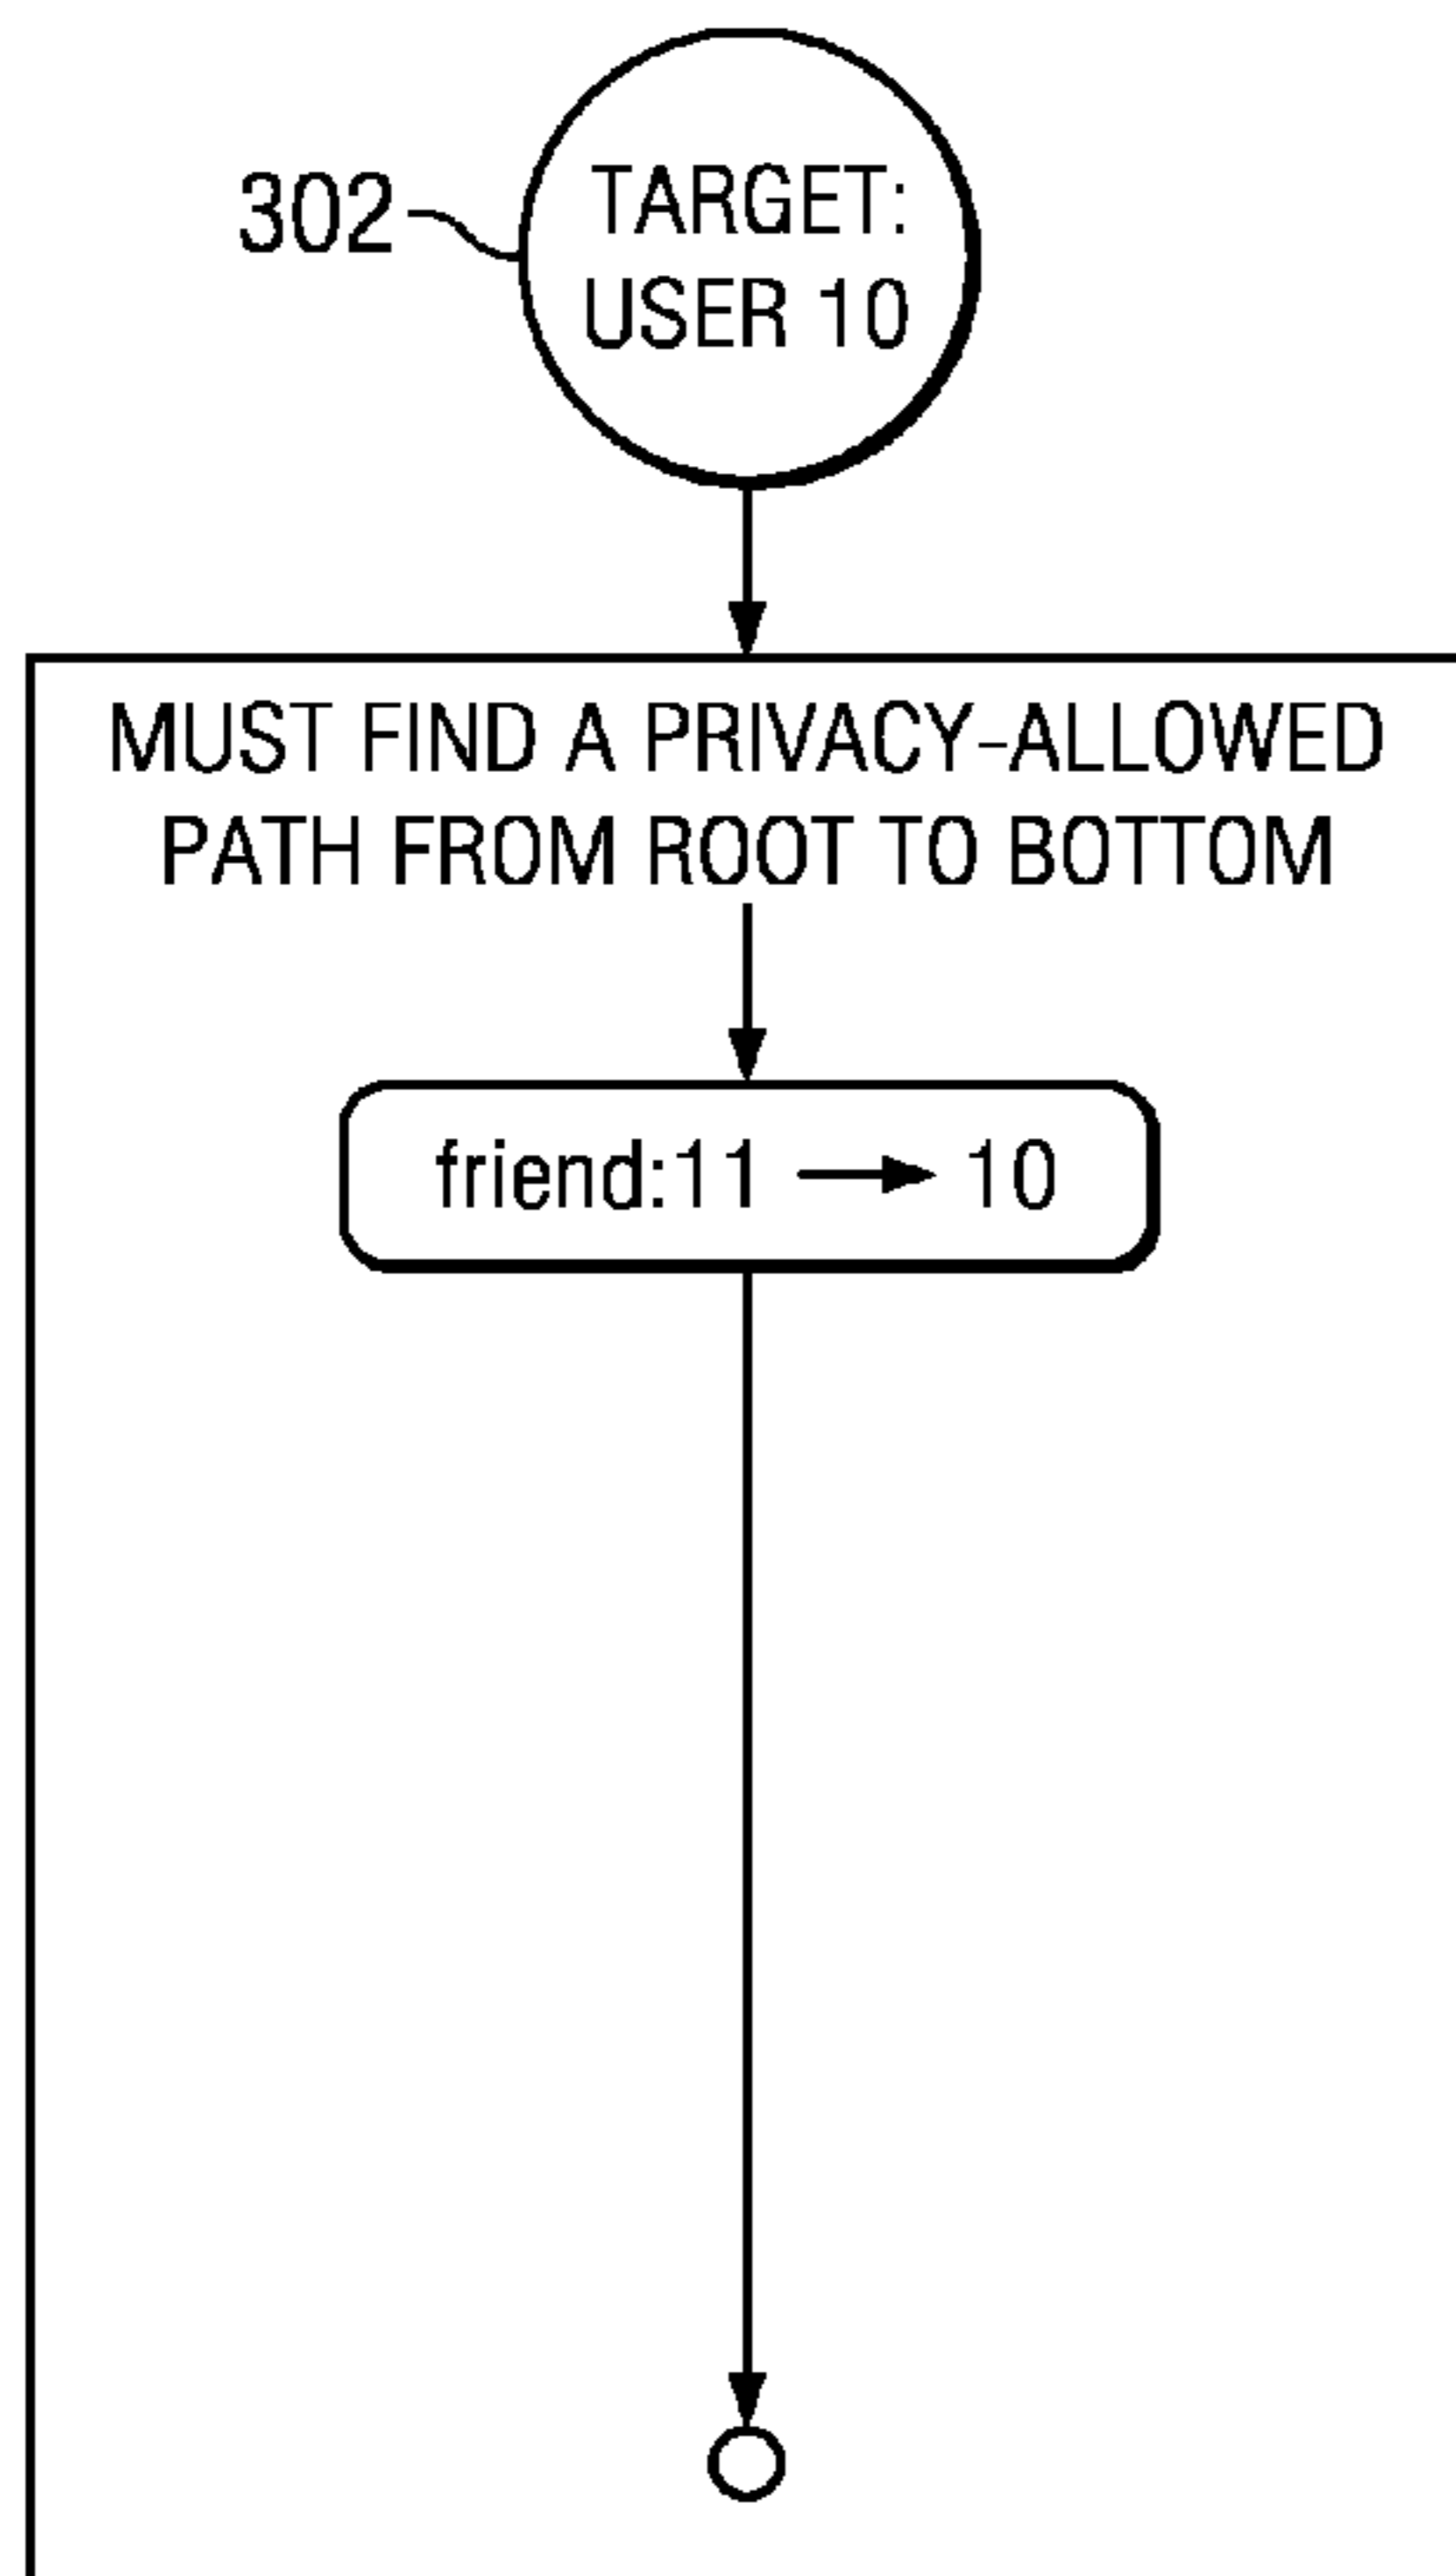 302
TARGET:
USER 10
MUST FIND A PRIVACY-ALLOWED
PATH FROM ROOT TO BOTTOM
friend:11 → 10